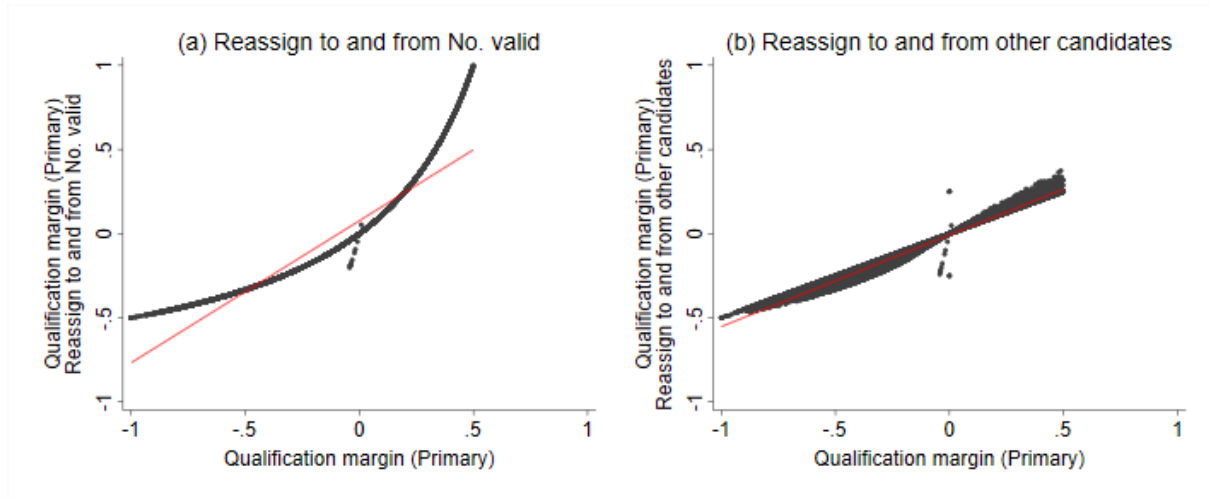 (a) Reassign to and from No. valid
Qualification margin (Primary)
Reassign to and from No. valid
1
.5
0
-.5
-1
-1
-.5
0
.5
1
Qualification margin (Primary)
(b) Reassign to and from other candidates
Qualification margin (Primary)
Reassign to and from other candidates
1
.5
0
-.5
-1
-1
-.5
0
.5
1
Qualification margin (Primary)